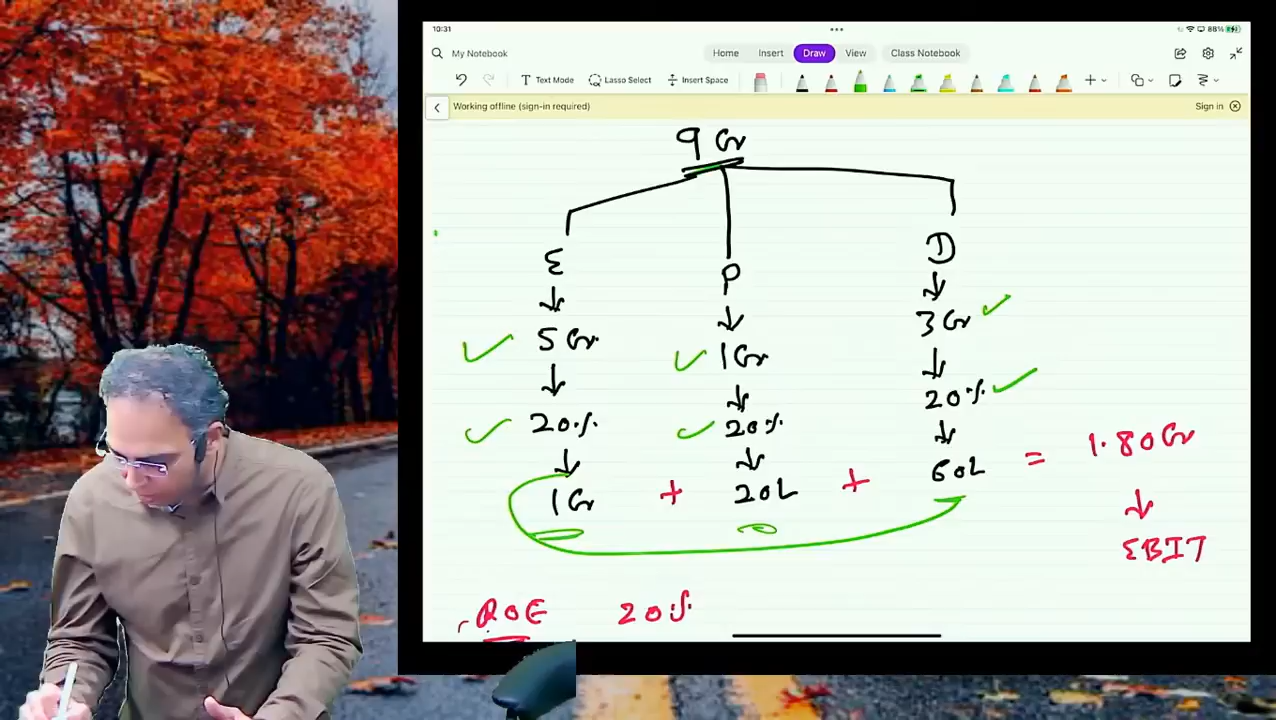 10:31
88%
My Notebook
Home Insert Draw View Class Notebook
Text Mode Lasso Select Insert Space
Working offline (sign-in required) Sign in
9 Cr
E P D
5 Cr. 1 Cr 3 Cr
20% 20% 20%
1 Cr + 20L + 60L = 1.80 Cr
EBIT
ROE 20%